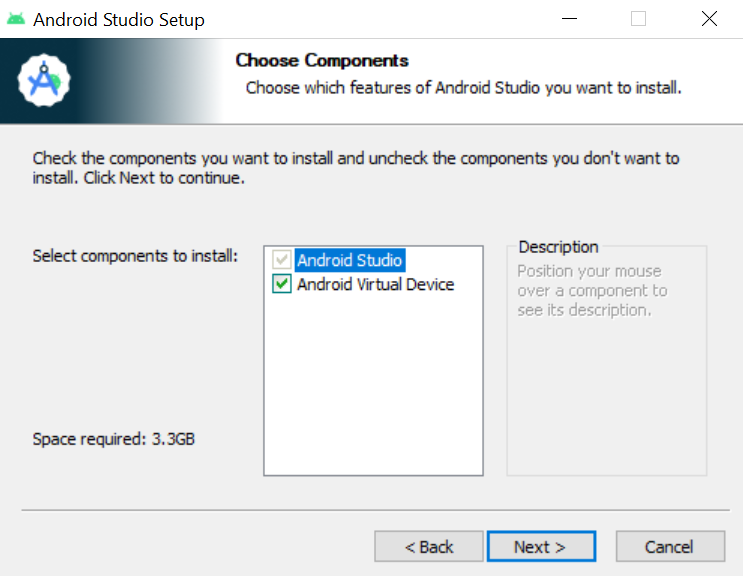 Android Studio Setup
Choose Components
Choose which features of Android Studio you want to install.
Check the components you want to install and uncheck the components you don't want to
install. Click Next to continue.
Select components to install:
Android Studio
Android Virtual Device
Description
Position your mouse
over a component to
see its description.
Space required: 3.3GB
< Back
Next >
Cancel